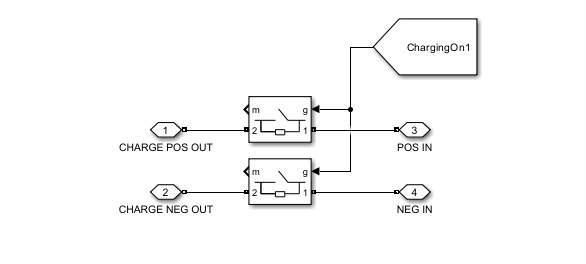 ChargingOn1
m
g
1
2
1
3
CHARGE POS OUT
POS IN
m
g
2
2
1
4
CHARGE NEG OUT
NEG IN